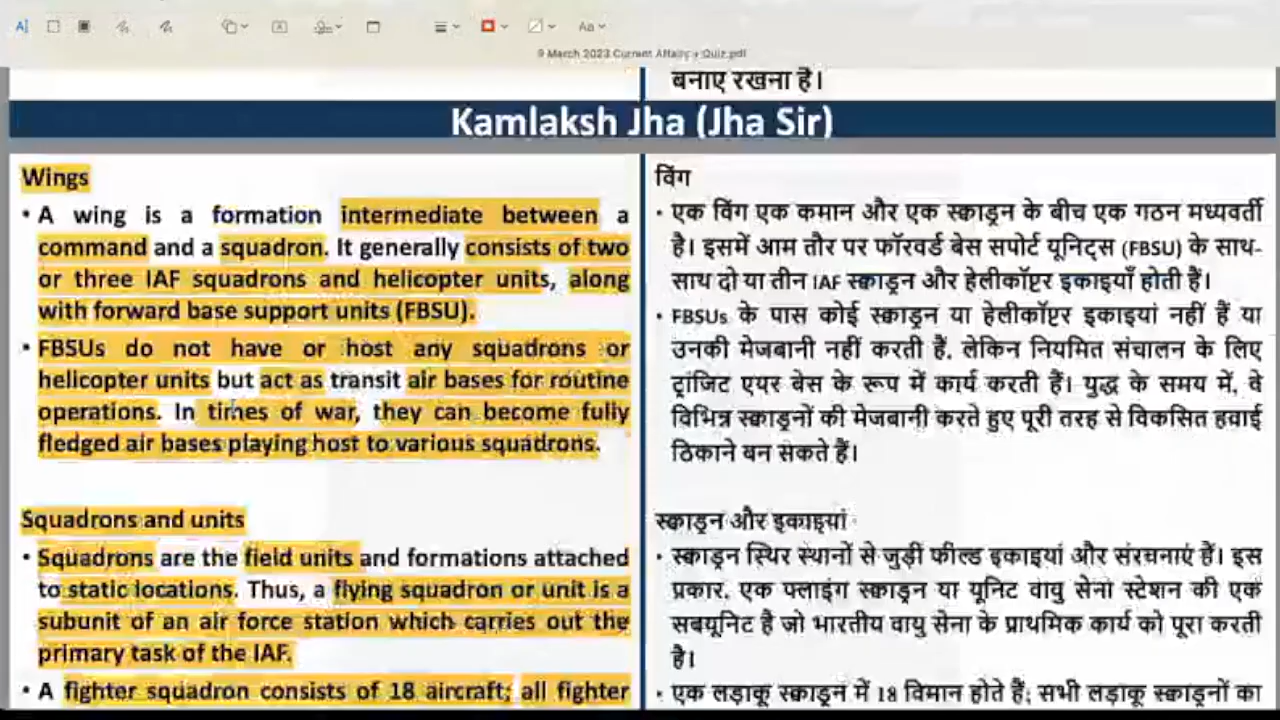 AI
Aa
9 March 2023 Current Affairs + Quiz.pdf
बनाए रखना है।
Kamlaksh Jha (Jha Sir)
Wings
• A wing is a formation intermediate between a
command and a squadron. It generally consists of two
or three IAF squadrons and helicopter units, along
with forward base support units (FBSU).
• FBSUs do not have or host any squadrons or
helicopter units but act as transit air bases for routine
operations. In times of war, they can become fully
fledged air bases playing host to various squadrons.
Squadrons and units
• Squadrons are the field units and formations attached
to static locations. Thus, a flying squadron or unit is a
subunit of an air force station which carries out the
primary task of the IAF.
• A fighter squadron consists of 18 aircraft; all fighter
विंग
• एक विंग एक कमान और एक स्क्वाड्रन के बीच एक गठन मध्यवर्ती
है। इसमें आम तौर पर फॉरवर्ड बेस सपोर्ट यूनिट्स (FBSU) के साथ-
साथ दो या तीन IAF स्क्वाड्रन और हेलीकॉप्टर इकाइयाँ होती हैं।
• FBSUs के पास कोई स्क्वाड्रन या हेलीकॉप्टर इकाइयां नहीं हैं या
उनकी मेजबानी नहीं करती हैं, लेकिन नियमित संचालन के लिए
ट्रांजिट एयर बेस के रूप में कार्य करती हैं। युद्ध के समय में, वे
विभिन्न स्क्वाड्रनों की मेजबानी करते हुए पूरी तरह से विकसित हवाई
ठिकाने बन सकते हैं।
स्क्वाड्रन और इकाइयां
• स्क्वाड्रन स्थिर स्थानों से जुड़ी फील्ड इकाइयां और संरचनाएं हैं। इस
प्रकार, एक फ्लाइंग स्क्वाड्रन या यूनिट वायु सेना स्टेशन की एक
सबयूनिट है जो भारतीय वायु सेना के प्राथमिक कार्य को पूरा करती
है।
• एक लड़ाकू स्क्वाड्रन में 18 विमान होते हैं; सभी लड़ाकू स्क्वाड्रनों का